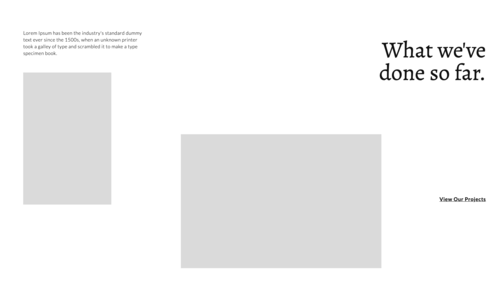 Lorem Ipsum has been the industry's standard dummy
text ever since the 1500s, when an unknown printer
took a galley of type and scrambled it to make a type
specimen book.
What we've
done so far.
View Our Projects